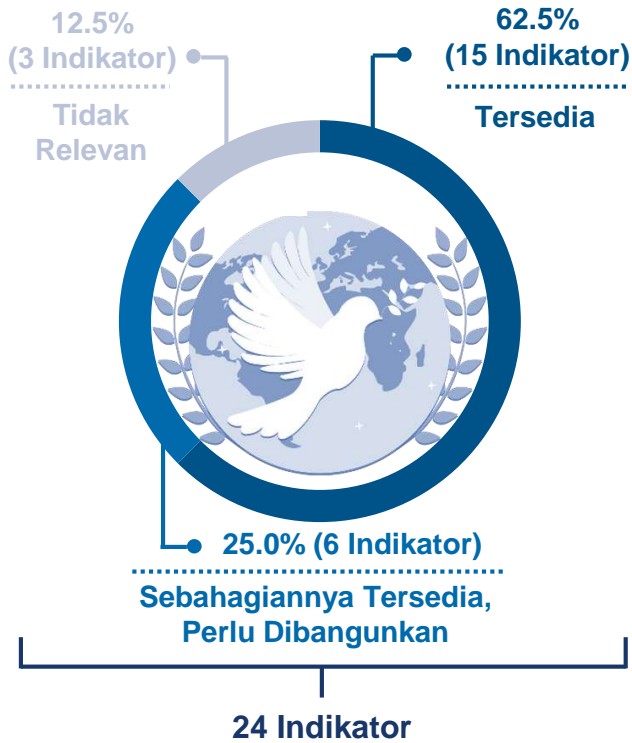 12.5%
(3 Indikator)
Tidak
Relevan
62.5%
(15 Indikator)
Tersedia
25.0% (6 Indikator)
Sebahagiannya Tersedia,
Perlu Dibangunkan
24 Indikator